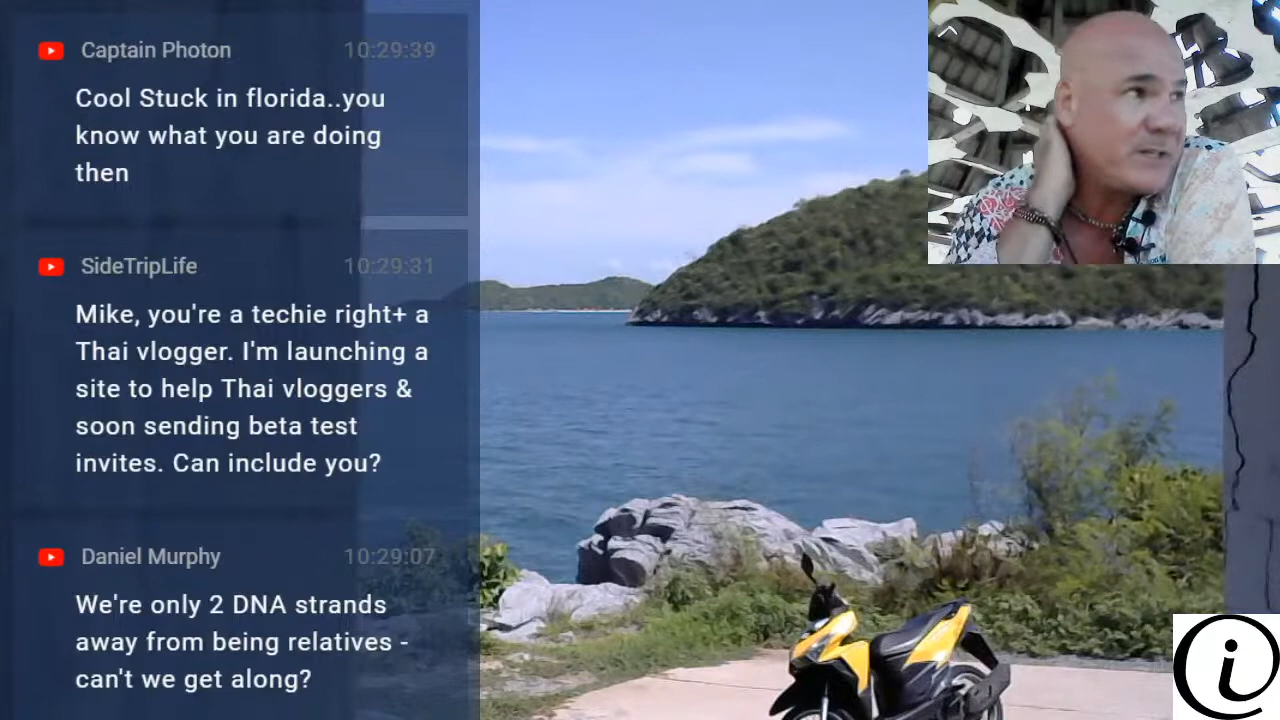 Captain Photon 10:29:39
Cool Stuck in florida..you
know what you are doing
then
SideTripLife 10:29:31
Mike, you're a techie right+ a
Thai vlogger. I'm launching a
site to help Thai vloggers &
soon sending beta test
invites. Can include you?
Daniel Murphy 10:29:07
We're only 2 DNA strands
away from being relatives -
can't we get along?
i